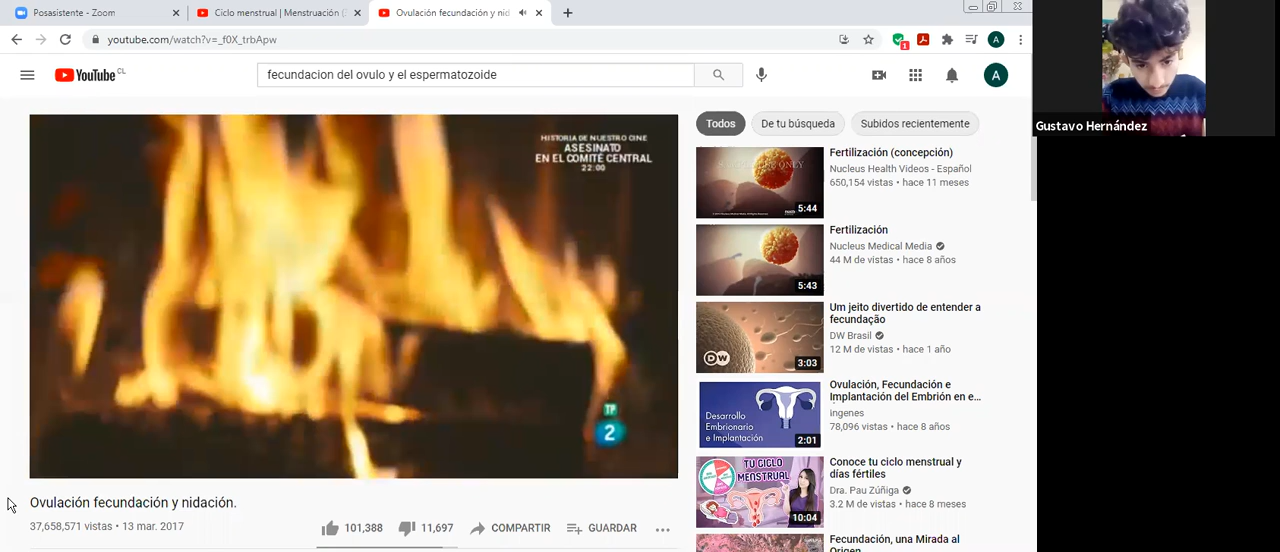 Posasistente - Zoom
Ciclo menstrual | Menstruación (
Ovulación fecundación y nid
youtube.com/watch?v=_f0X_trbApw
1
A
YouTube CL
fecundacion del ovulo y el espermatozoide
A
HISTORIA DE NUESTRO CINE
ASESINATO
EN EL COMITÉ CENTRAL
22:00
TP
2
Ovulación fecundación y nidación.
37,658,571 vistas • 13 mar. 2017
101,388
11,697
COMPARTIR
GUARDAR
Todos
De tu búsqueda
Subidos recientemente
5:44
Fertilización (concepción)
Nucleus Health Videos - Español
650,154 vistas • hace 11 meses
5:43
Fertilización
Nucleus Medical Media
44 M de vistas • hace 8 años
DW
3:03
Um jeito divertido de entender a
fecundação
DW Brasil
12 M de vistas • hace 1 año
Desarrollo
Embrionario
e Implantación
2:01
Ovulación, Fecundación e
Implantación del Embrión en e...
ingenes
78,096 vistas • hace 8 años
TU CICLO
MENSTRUAL
10:04
Conoce tu ciclo menstrual y
días fértiles
Dra. Pau Zúñiga
3.2 M de vistas • hace 8 meses
Fecundación, una Mirada al
Origen
Gustavo Hernández